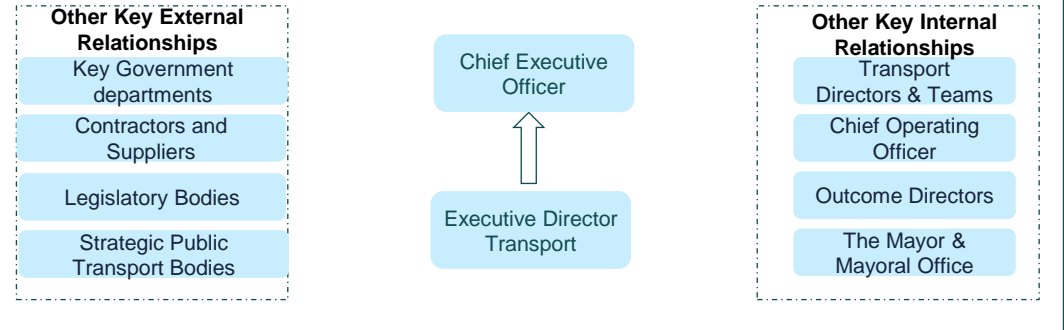 Other Key External
Relationships
Key Government
departments
Contractors and
Suppliers
Legislatory Bodies
Strategic Public
Transport Bodies
Chief Executive
Officer
Executive Director
Transport
Other Key Internal
Relationships
Transport
Directors & Teams
Chief Operating
Officer
Outcome Directors
The Mayor &
Mayoral Office